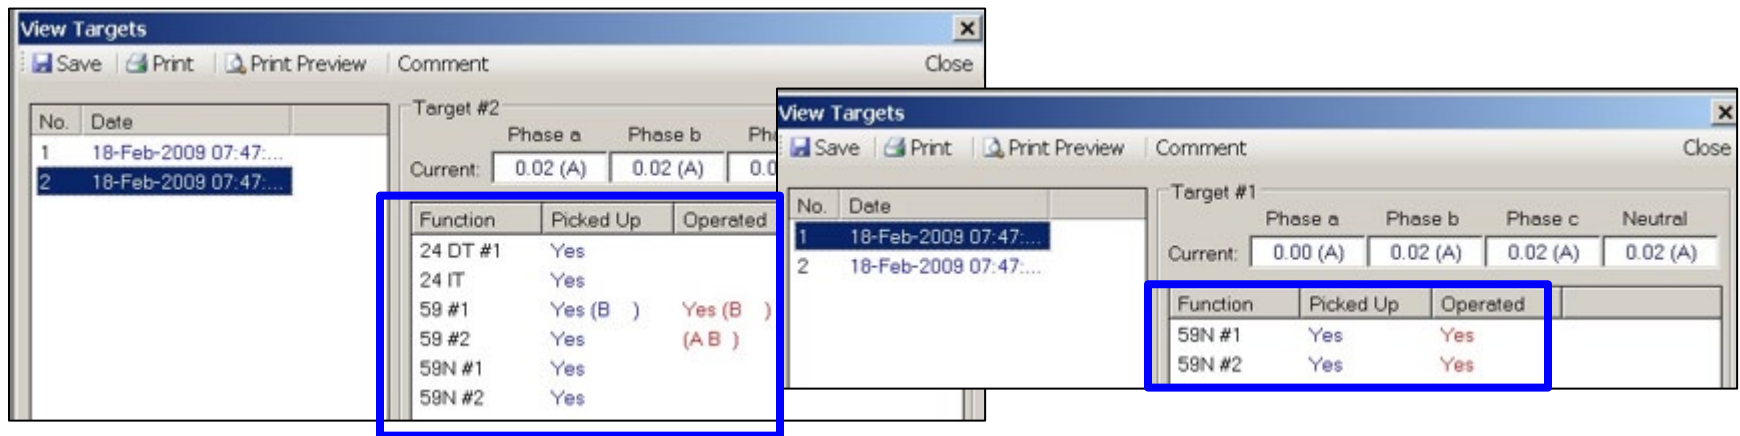 View Targets
Save Print Print Preview Comment Close
No. Date
1 18-Feb-2009 07:47:...
2 18-Feb-2009 07:47:...
Target #2
Phase a Phase b Ph
Current: 0.02 (A) 0.02 (A) 0.0
Function Picked Up Operated
24 DT #1 Yes
24 IT Yes
59 #1 Yes (B ) Yes (B )
59 #2 Yes (A B )
59N #1 Yes
59N #2 Yes
View Targets
Save Print Print Preview Comment Close
No. Date
1 18-Feb-2009 07:47:...
2 18-Feb-2009 07:47:...
Target #1
Phase a Phase b Phase c Neutral
Current: 0.00 (A) 0.02 (A) 0.02 (A) 0.02 (A)
Function Picked Up Operated
59N #1 Yes Yes
59N #2 Yes Yes